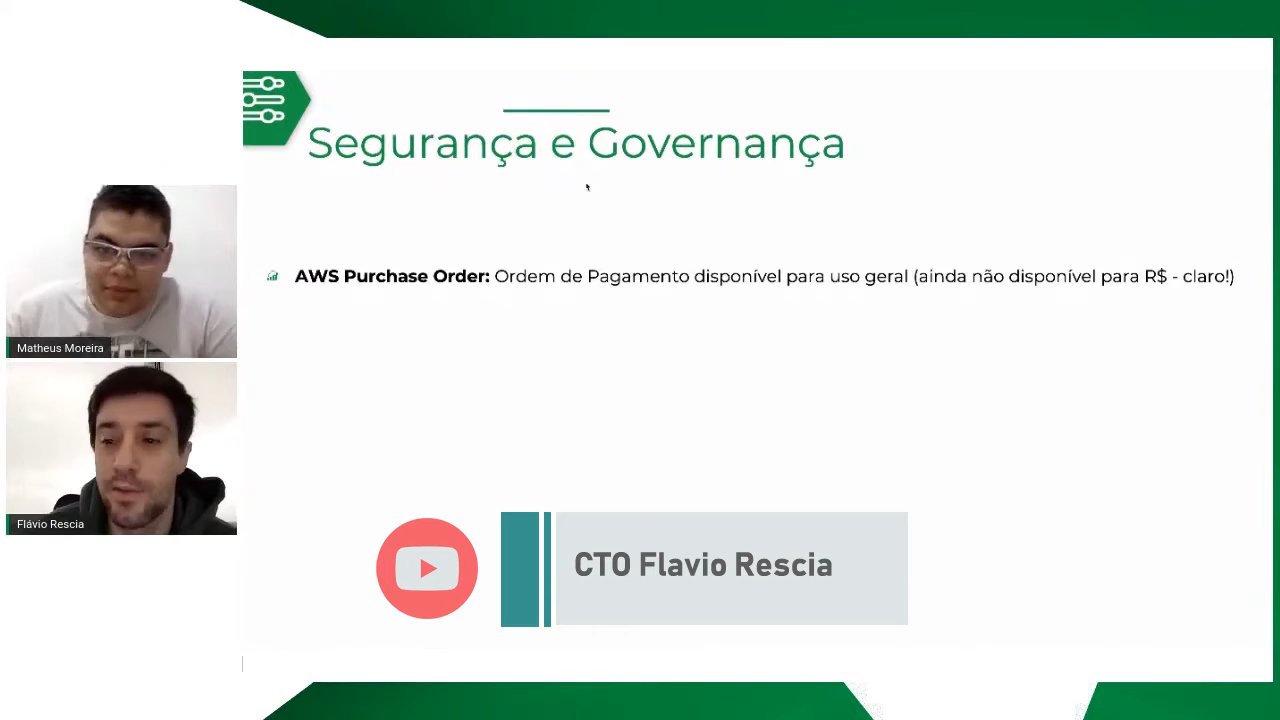 Segurança e Governança
AWS Purchase Order: Ordem de Pagamento disponível para uso geral (ainda não disponível para R$ - claro!)
Matheus Moreira
Flávio Rescia
CTO Flavio Rescia